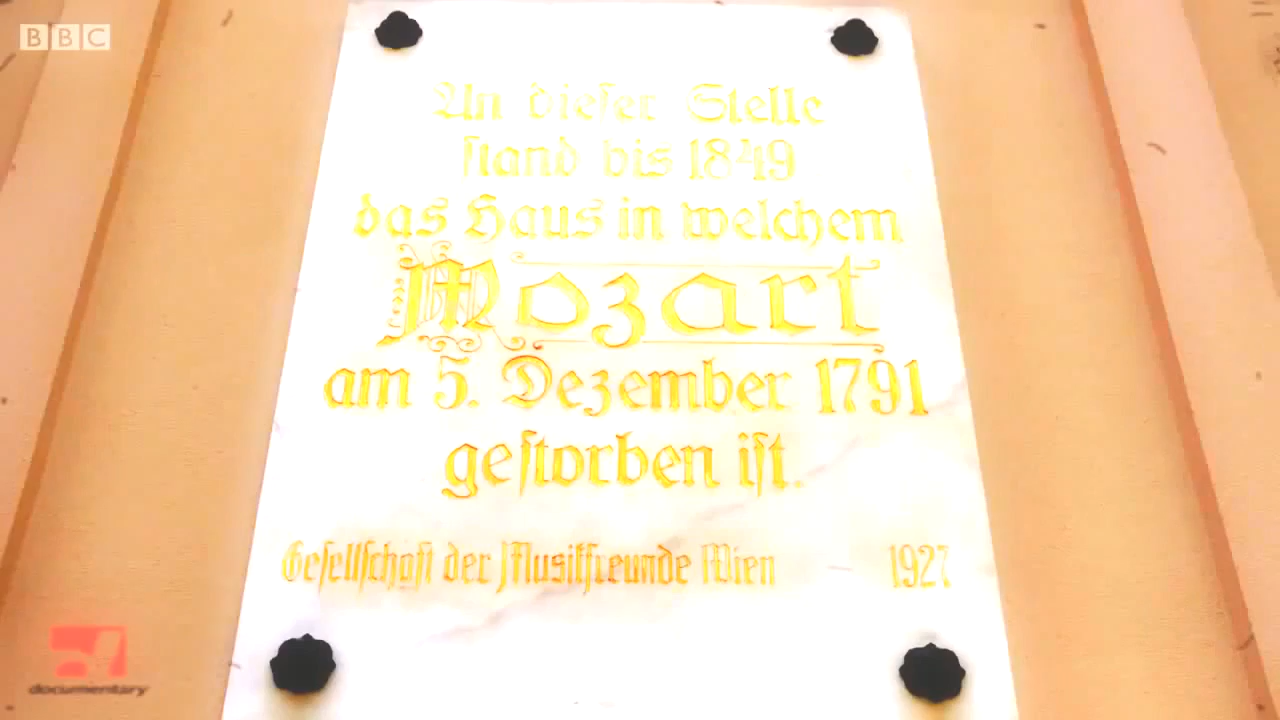 BBC
An dieſer Stelle
ſtand bis 1849
das Haus in welchem
Mozart
am 5. Dezember 1791
geſtorben iſt.
Geſellſchaft der Muſikfreunde Wien 1927
documentary